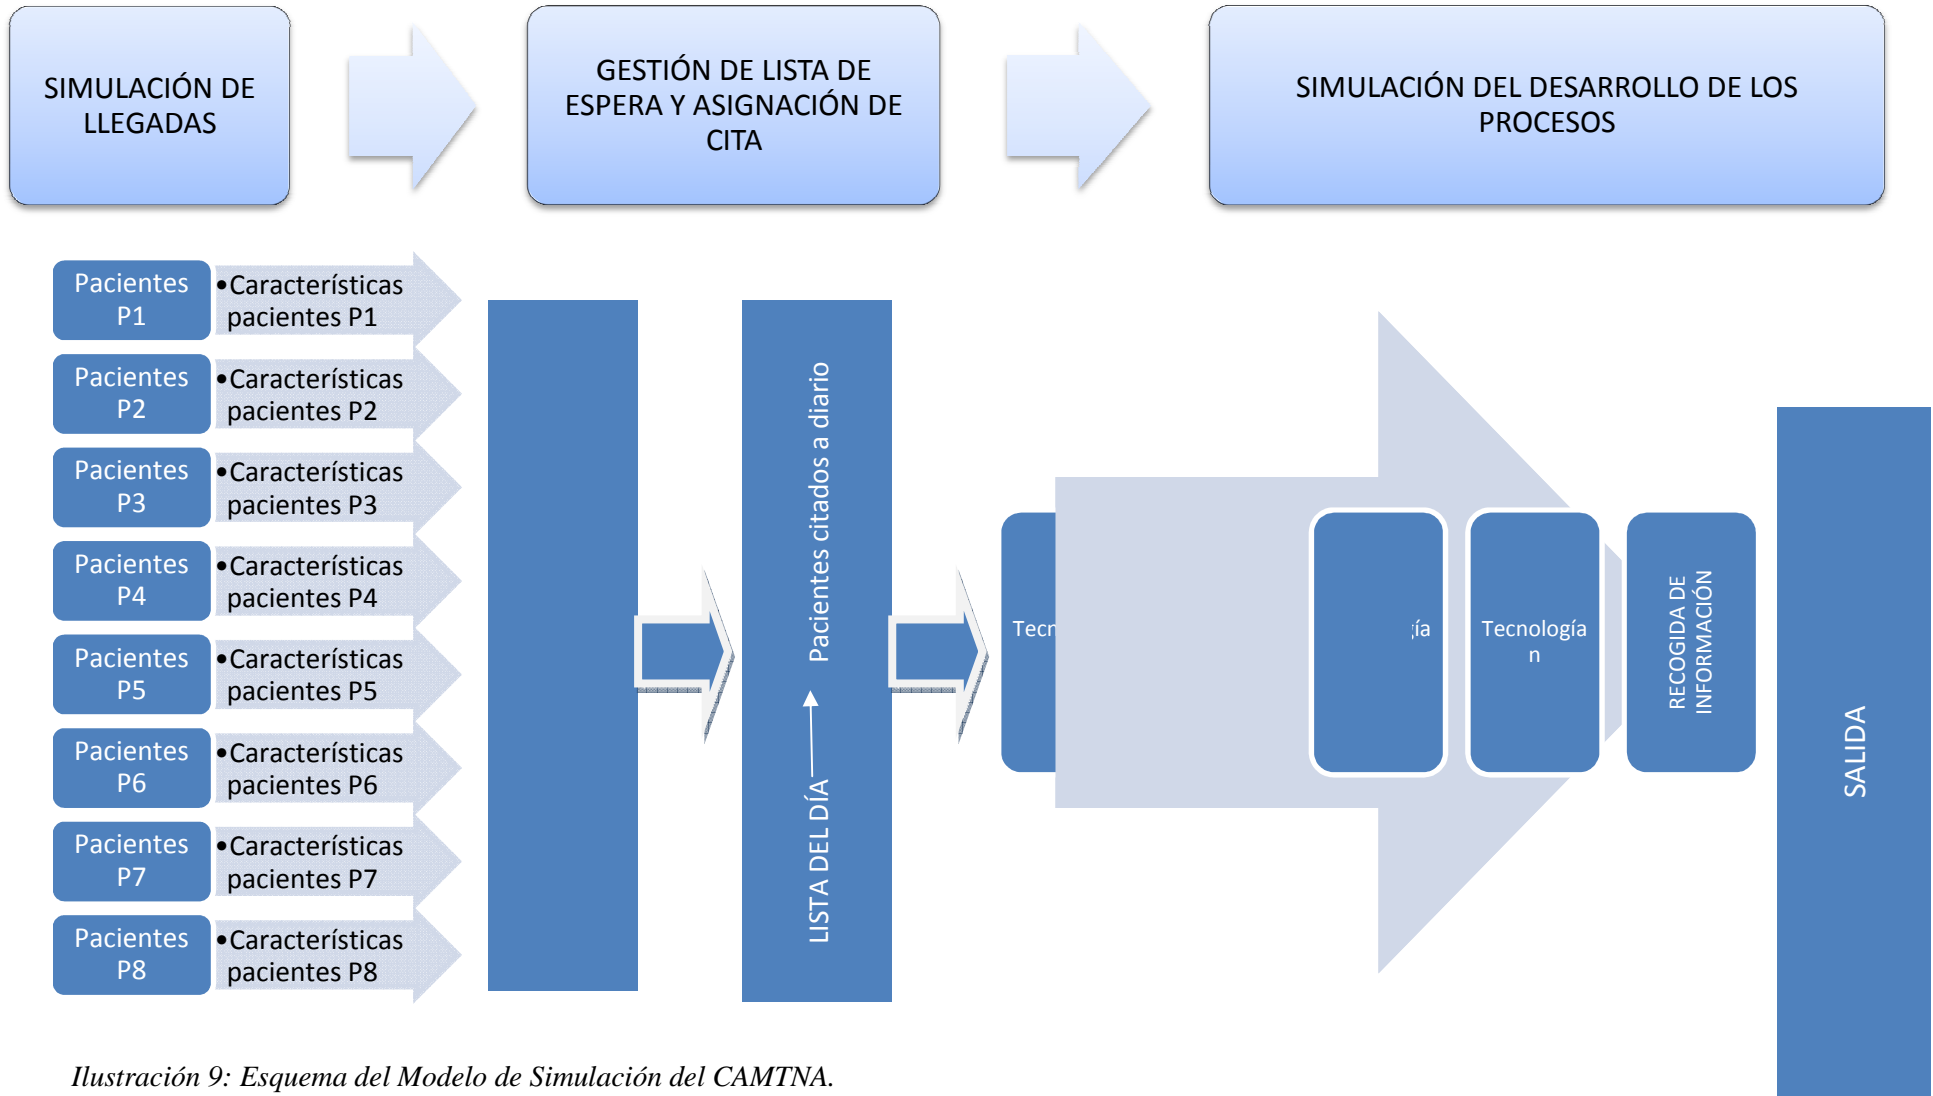 SIMULACIÓN DE
LLEGADAS
GESTIÓN DE LISTA DE
ESPERA Y ASIGNACIÓN DE
CITA
SIMULACIÓN DEL DESARROLLO DE LOS
PROCESOS
Pacientes
P1
•Características
pacientes P1
Pacientes
P2
•Características
pacientes P2
Pacientes
P3
•Características
pacientes P3
Pacientes
P4
•Características
pacientes P4
Pacientes
P5
•Características
pacientes P5
Pacientes
P6
•Características
pacientes P6
Pacientes
P7
•Características
pacientes P7
Pacientes
P8
•Características
pacientes P8
LISTA DEL DÍA
Pacientes citados a diario
Tecnología
n
RECOGIDA DE
INFORMACIÓN
SALIDA
Ilustración 9: Esquema del Modelo de Simulación del CAMTNA.